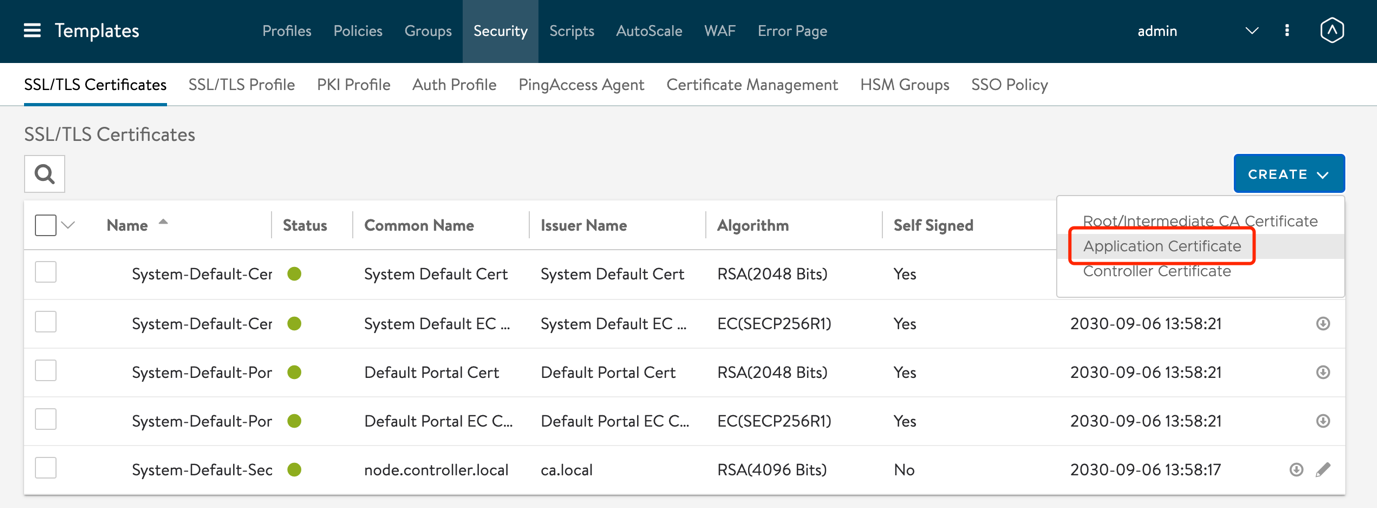 Templates Profiles Policies Groups Security Scripts AutoScale WAF Error Page admin
SSL/TLS Certificates SSL/TLS Profile PKI Profile Auth Profile PingAccess Agent Certificate Management HSM Groups SSO Policy
SSL/TLS Certificates
CREATE
Root/Intermediate CA Certificate
Application Certificate
Controller Certificate
Name Status Common Name Issuer Name Algorithm Self Signed
System-Default-Cer System Default Cert System Default Cert RSA(2048 Bits) Yes
System-Default-Cer System Default EC ... System Default EC ... EC(SECP256R1) Yes 2030-09-06 13:58:21
System-Default-Por Default Portal Cert Default Portal Cert RSA(2048 Bits) Yes 2030-09-06 13:58:21
System-Default-Por Default Portal EC C... Default Portal EC C... EC(SECP256R1) Yes 2030-09-06 13:58:21
System-Default-Sec node.controller.local ca.local RSA(4096 Bits) No 2030-09-06 13:58:17